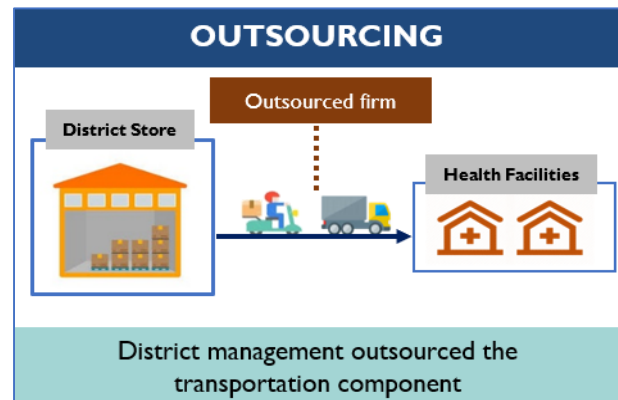 OUTSOURCING
Outsourced firm
District Store
Health Facilities
District management outsourced the
transportation component